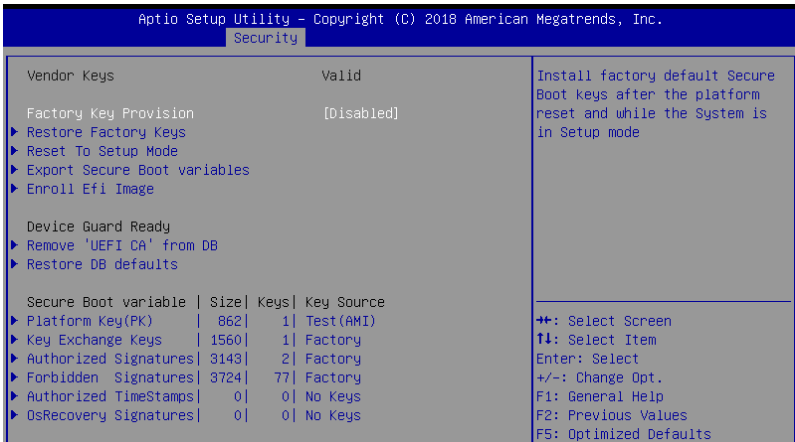 Aptio Setup Utility – Copyright (C) 2018 American Megatrends, Inc.
Security
Vendor Keys Valid
Factory Key Provision [Disabled]
▶ Restore Factory Keys
▶ Reset To Setup Mode
▶ Export Secure Boot variables
▶ Enroll Efi Image
Device Guard Ready
▶ Remove 'UEFI CA' from DB
▶ Restore DB defaults
Secure Boot variable | Size| Keys| Key Source
▶ Platform Key(PK) | 862| 1| Test(AMI)
▶ Key Exchange Keys | 1560| 1| Factory
▶ Authorized Signatures| 3143| 2| Factory
▶ Forbidden Signatures| 3724| 77| Factory
▶ Authorized TimeStamps| 0| 0| No Keys
▶ OsRecovery Signatures| 0| 0| No Keys
Install factory default Secure
Boot keys after the platform
reset and while the System is
in Setup mode
→←: Select Screen
↑↓: Select Item
Enter: Select
+/-: Change Opt.
F1: General Help
F2: Previous Values
F5: Optimized Defaults